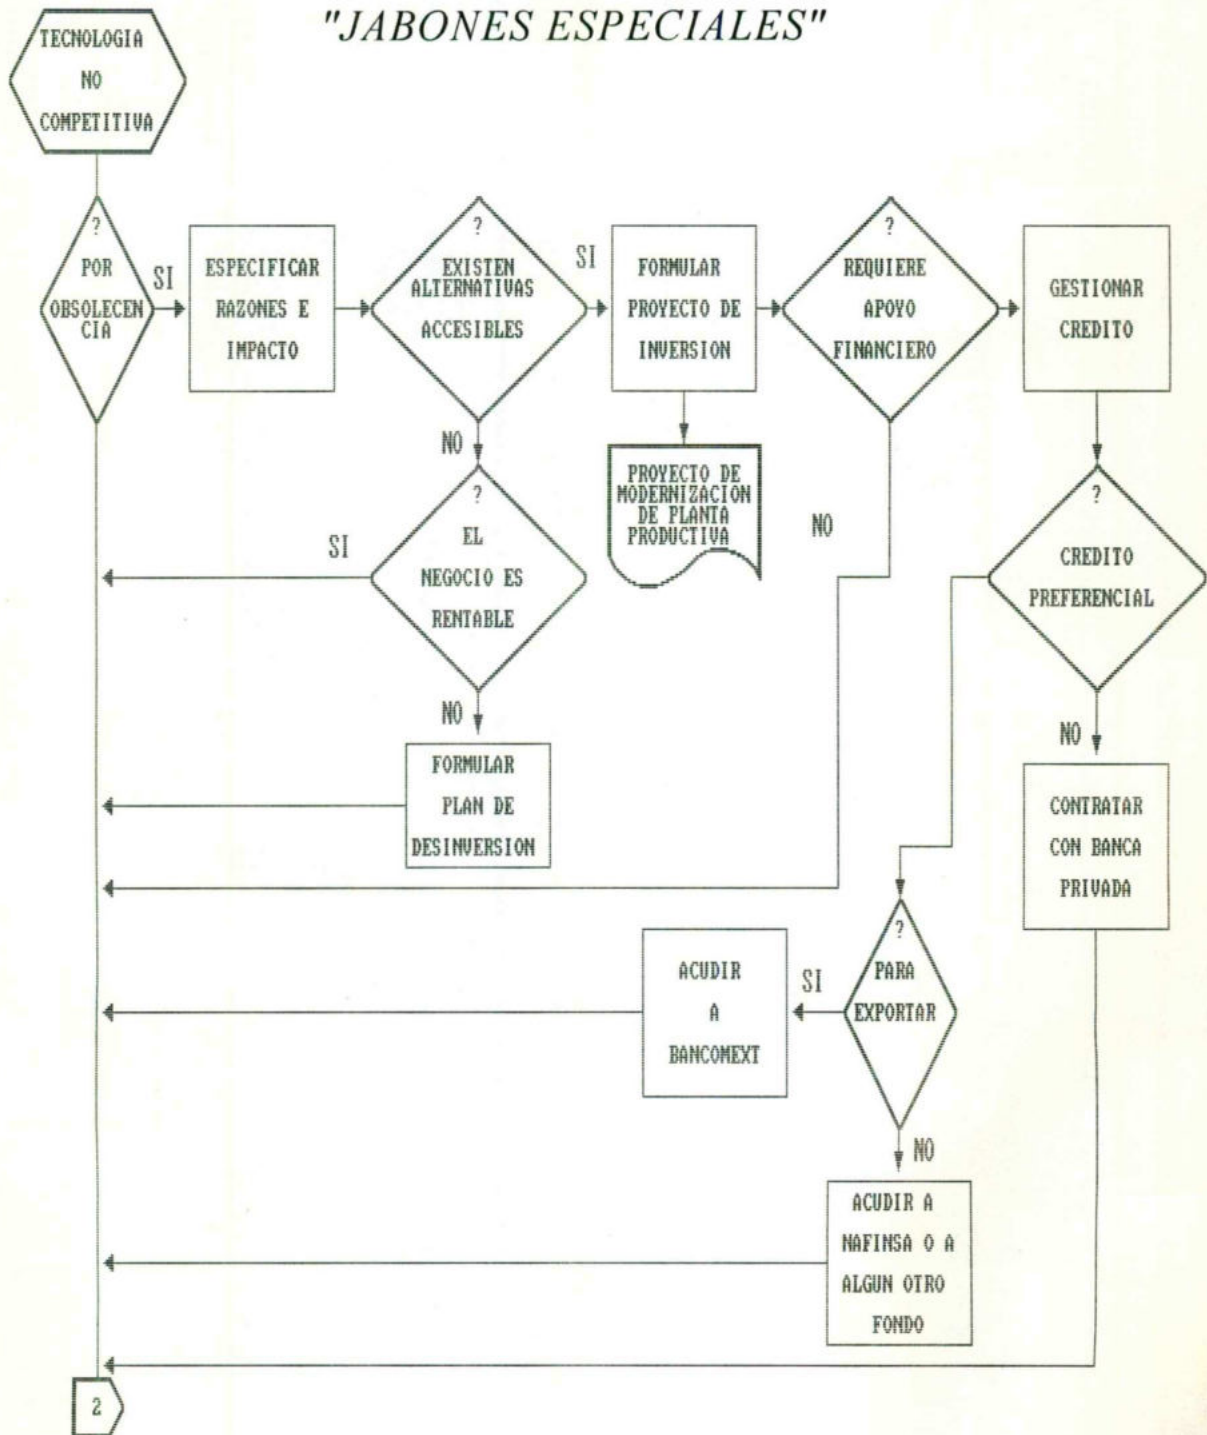 "JABONES ESPECIALES"
TECNOLOGIA
NO
COMPETITIVA
?
POR
OBSOLECEN
CIA
SI
ESPECIFICAR
RAZONES E
IMPACTO
?
EXISTEN
ALTERNATIVAS
ACCESIBLES
SI
FORMULAR
PROYECTO DE
INVERSION
?
REQUIERE
APOYO
FINANCIERO
GESTIONAR
CREDITO
NO
PROYECTO DE
MODERNIZACION
DE PLANTA
PRODUCTIVA
NO
?
EL
NEGOCIO ES
RENTABLE
SI
?
CREDITO
PREFERENCIAL
NO
FORMULAR
PLAN DE
DESINVERSION
NO
CONTRATAR
CON BANCA
PRIVADA
?
PARA
EXPORTAR
SI
ACUDIR
A
BANCOMEXT
NO
ACUDIR A
NAFINSA O A
ALGUN OTRO
FONDO
2